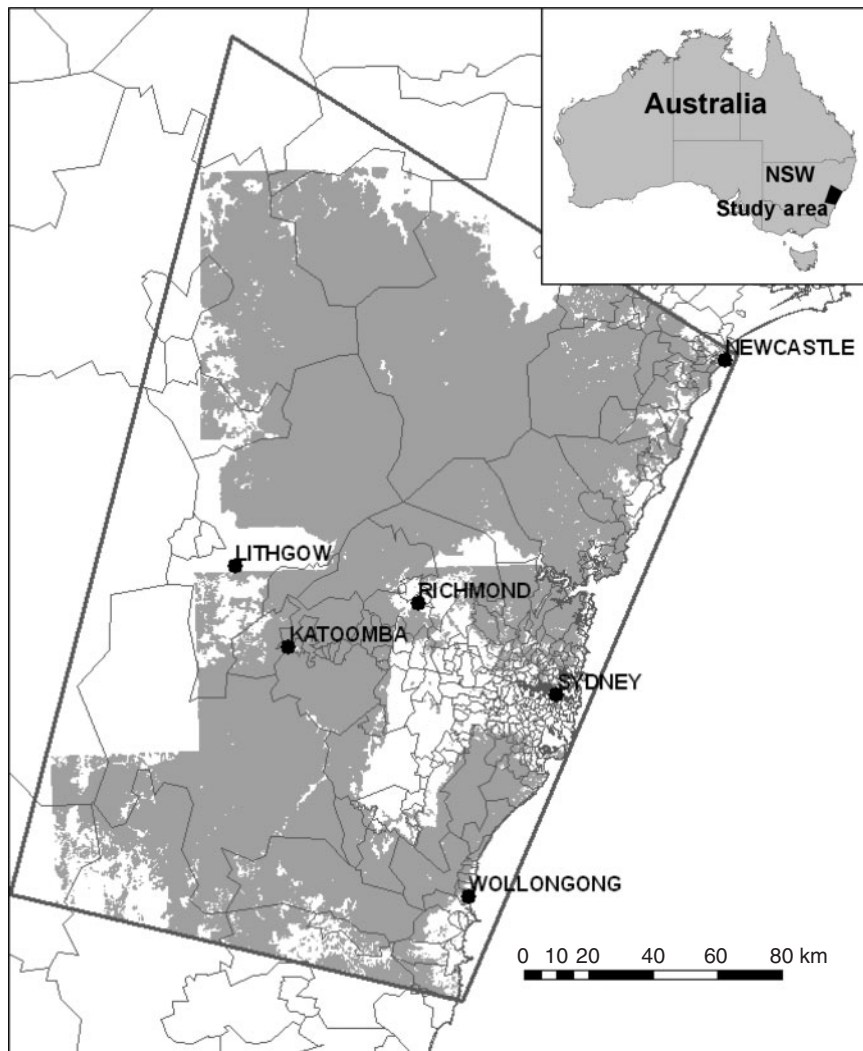 Australia
NSW
Study area
NEWCASTLE
LITHGOW
RICHMOND
KATOOMBA
SYDNEY
WOLLONGONG
0 10 20 40 60 80 km